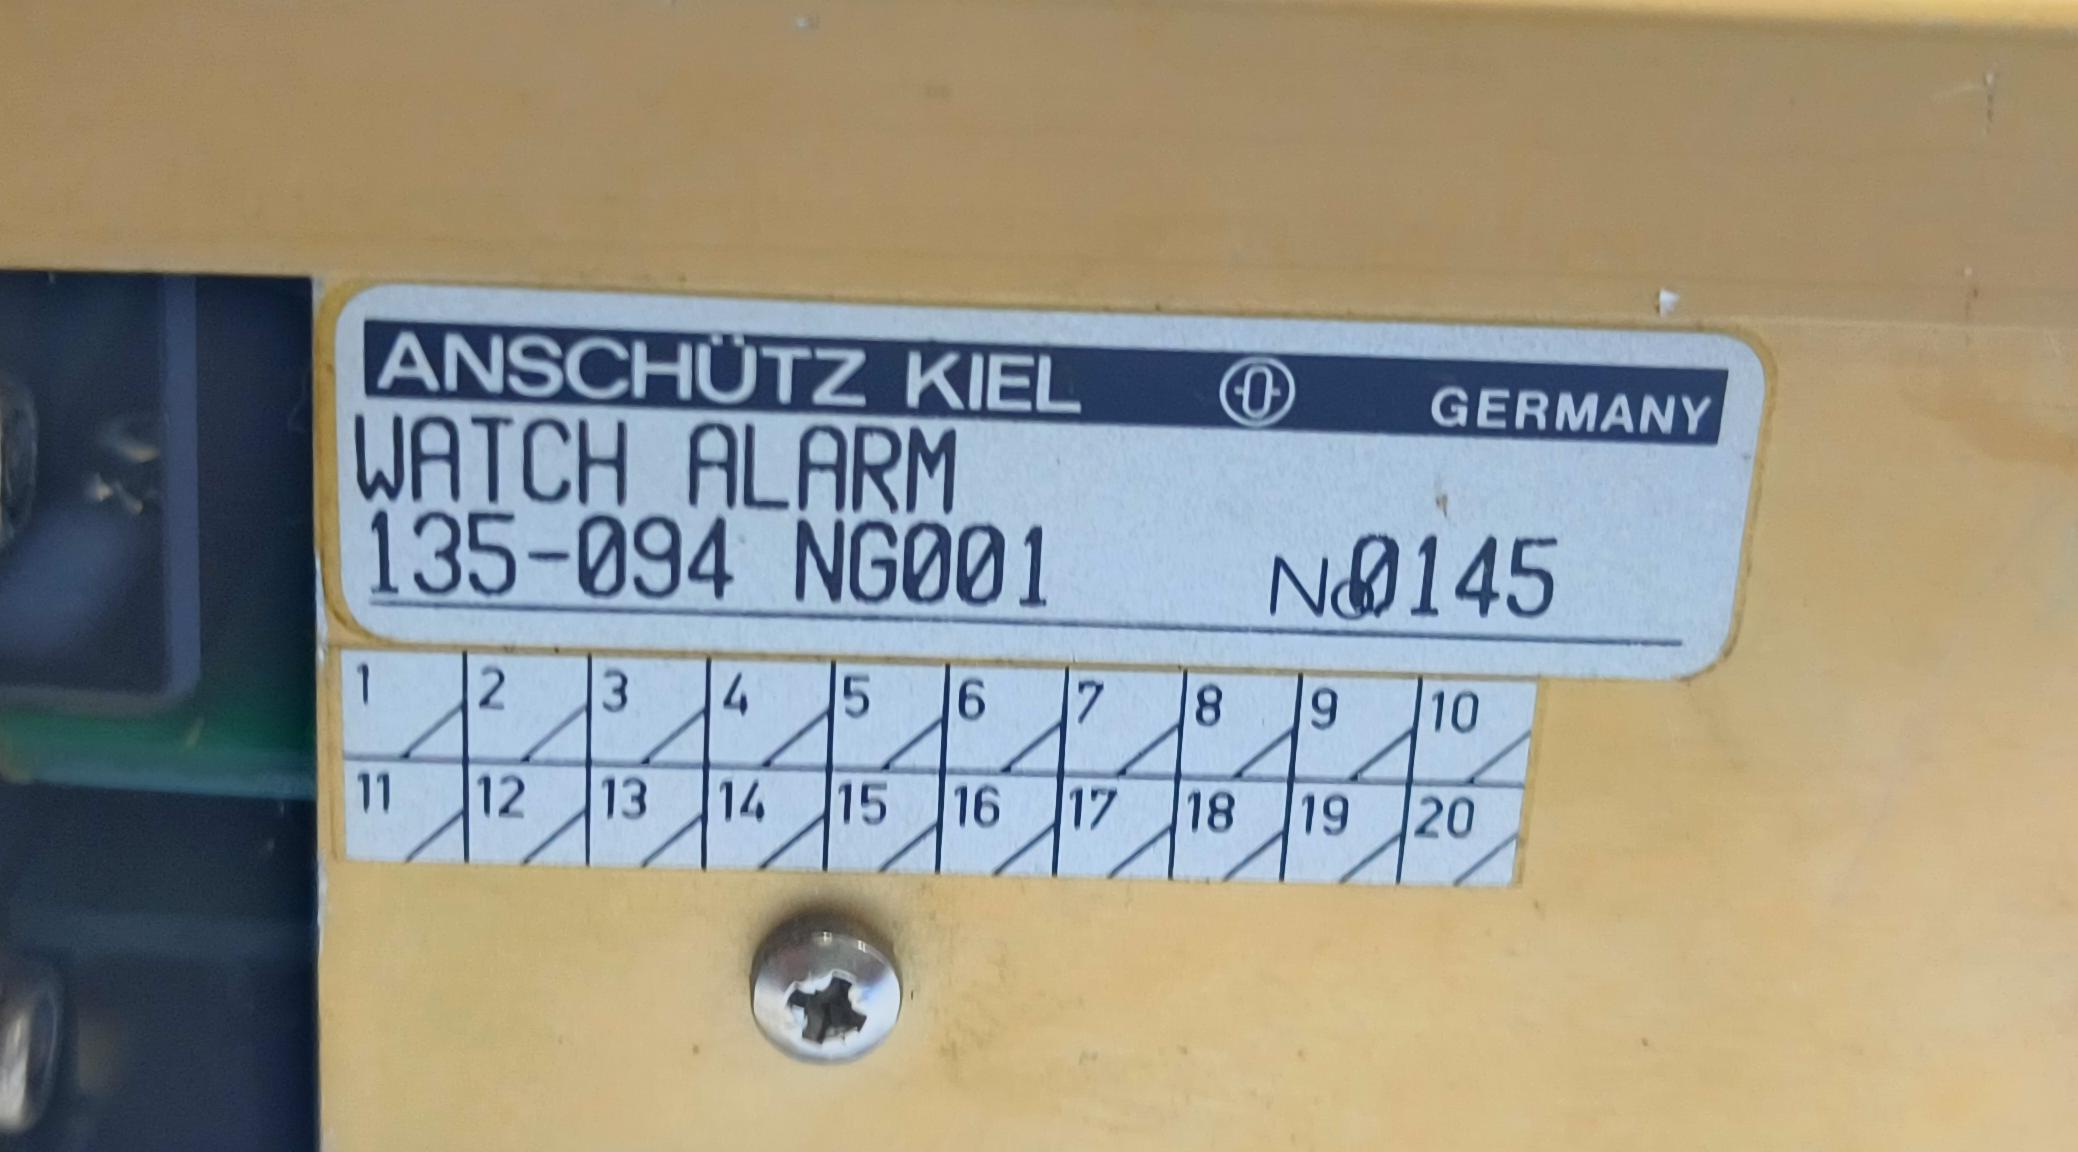 ANSCHÜTZ KIEL GERMANY
WATCH ALARM
135-094 NG001 No 0145
1 2 3 4 5 6 7 8 9 10
11 12 13 14 15 16 17 18 19 20